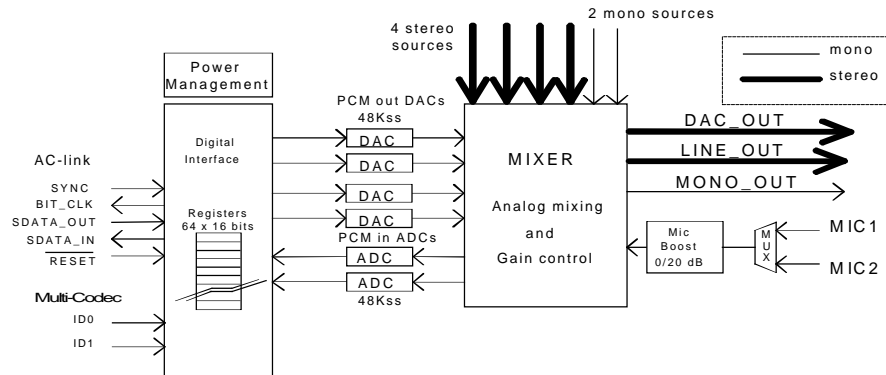 4 stereo
sources
2 mono sources
mono
stereo
Power
Management
PCM out DACs
48Kss
DAC
DAC
DAC
DAC
PCM in ADCs
ADC
ADC
48Kss
Digital
Interface
Registers
64 x 16 bits
AC-link
SYNC
BIT_CLK
SDATA_OUT
SDATA_IN
RESET
Multi-Codec
ID0
ID1
MIXER
Analog mixing
and
Gain control
DAC_OUT
LINE_OUT
MONO_OUT
Mic
Boost
0/20 dB
MUX
MIC1
MIC2